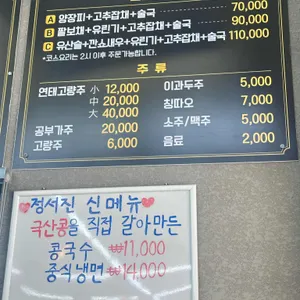 A 양장피+고추잡채+술국 70,000
B 팔보채+유린기+고추잡채+술국 90,000
C 유산슬+깐쇼새우+유린기+고추잡채+술국 110,000
*코스요리는 2시 이후 주문가능합니다.
주 류
연태고량주 小 12,000
中 20,000
大 40,000
공부가주 20,000
고량주 6,000
이과두주 5,000
칭따오 7,000
소주/맥주 5,000
음료 2,000
♥정서진 신메뉴♥
국산콩을 직접 갈아만든
콩국수 ₩11,000
중식냉면 ₩14,000